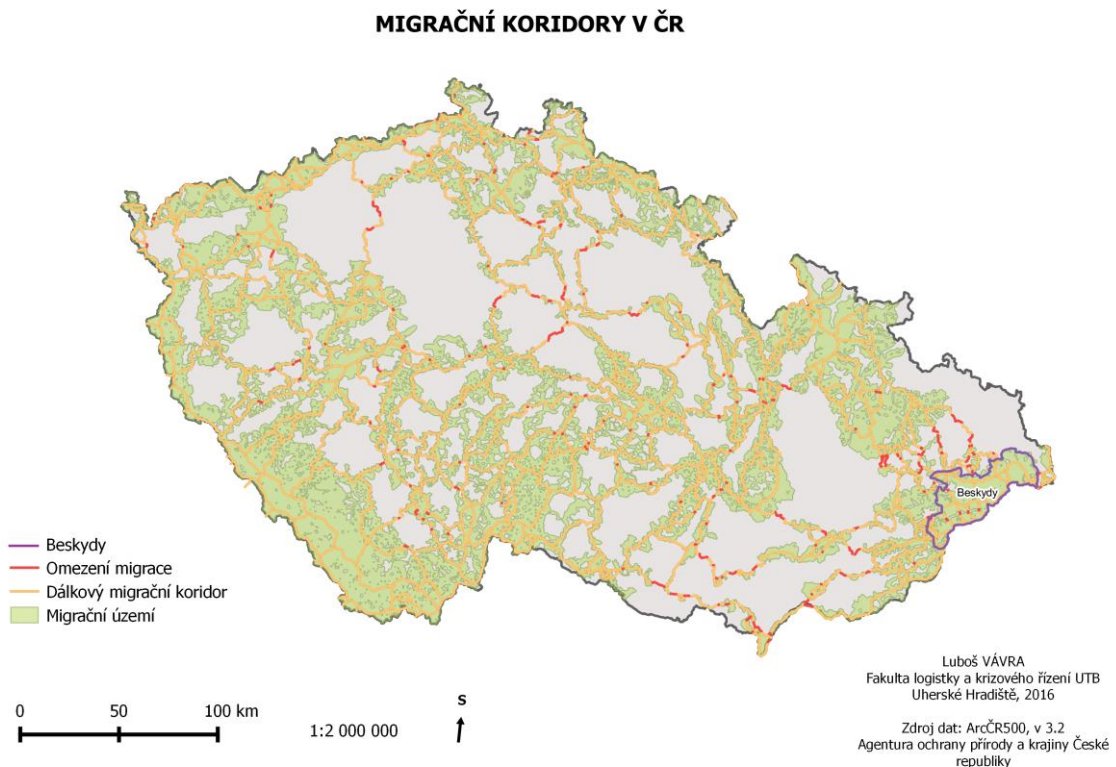 MIGRAČNÍ KORIDORY V ČR
Beskydy
Beskydy
Omezení migrace
Dálkový migrační koridor
Migrační území
0 50 100 km
1:2 000 000
S
Luboš VÁVRA
Fakulta logistky a krizového řízení UTB
Uherské Hradiště, 2016
Zdroj dat: ArcČR500, v 3.2
Agentura ochrany přírody a krajiny České
republiky